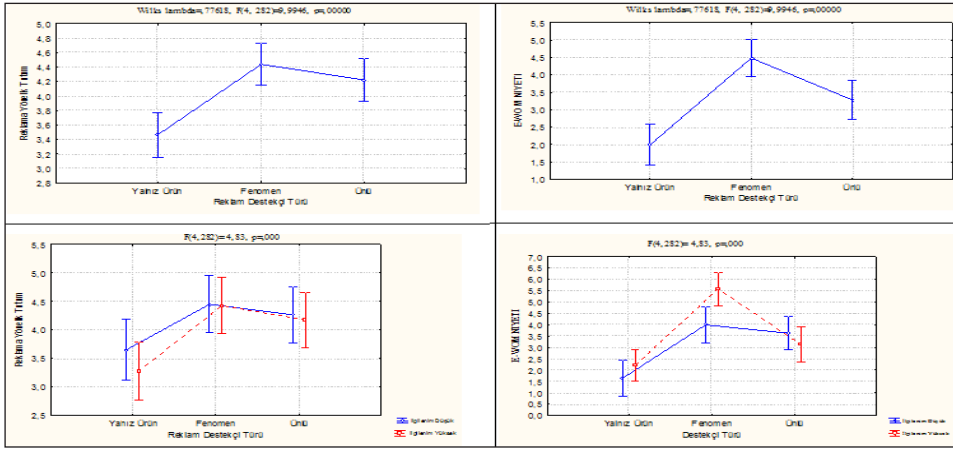 Wilks lambda=,77618, F(4, 282)=9,9946, p=,00000
Reklama Yönelik Tutum
5,0
4,8
4,6
4,4
4,2
4,0
3,8
3,6
3,4
3,2
3,0
2,8
Yalnız Ürün Fenomen Ünlü
Reklam Destekçi Türü
Wilks lambda=,77618, F(4, 282)=9,9946, p=,00000
E-WOM NİYETİ
5,5
5,0
4,5
4,0
3,5
3,0
2,5
2,0
1,5
1,0
Yalnız Ürün Fenomen Ünlü
Reklam Destekçi Türü
F(4, 282)= 4,83, p=,000
Reklama Yönelik Tutum
5,5
5,0
4,5
4,0
3,5
3,0
2,5
Yalnız Ürün Fenomen Ünlü
Reklam Destekçi Türü
İlgilenim Düşük
İlgilenim Yüksek
F(4, 282)= 4,83, p=,000
E-WOM NİYETİ
7,0
6,5
6,0
5,5
5,0
4,5
4,0
3,5
3,0
2,5
2,0
1,5
1,0
0,5
0,0
Yalnız Ürün Fenomen Ünlü
Destekçi Türü
İlgilenim Düşük
İlgilenim Yüksek